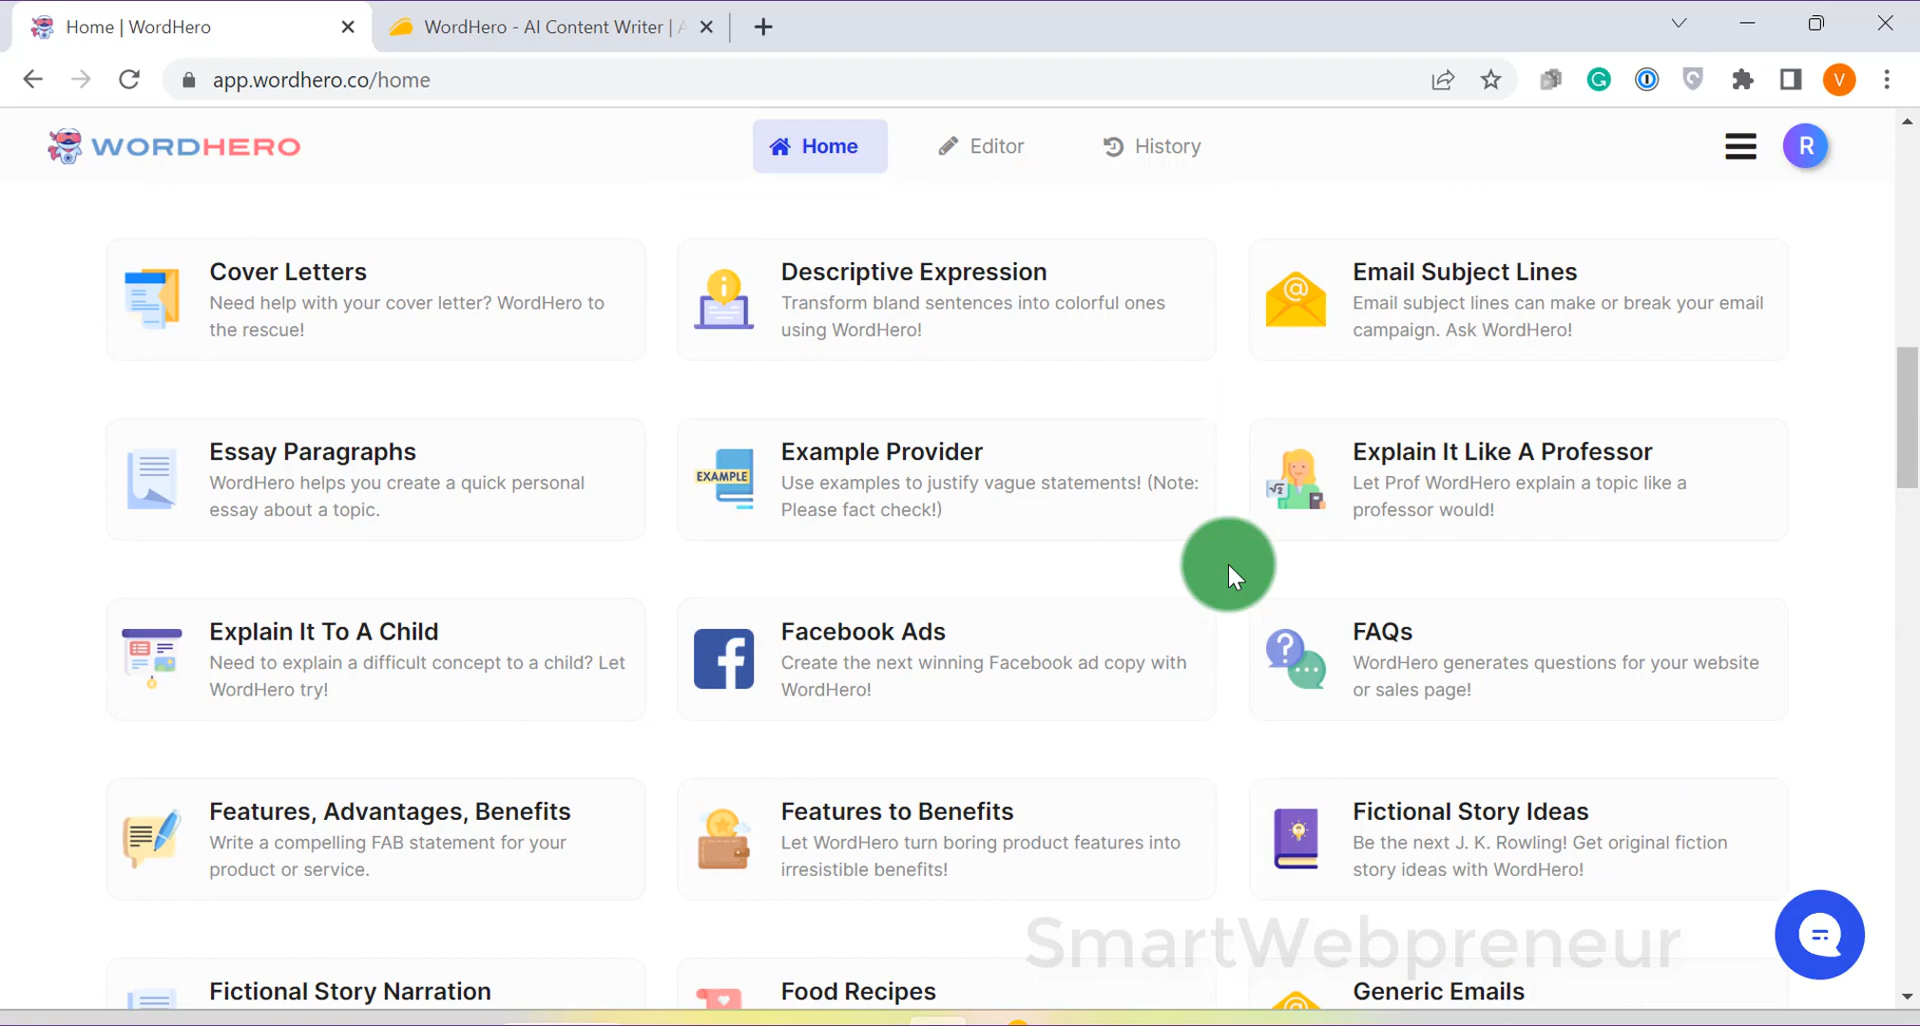 Home | WordHero
WordHero - AI Content Writer |
app.wordhero.co/home
V
WORDHERO
Home
Editor
History
R
Cover Letters
Need help with your cover letter? WordHero to
the rescue!
Descriptive Expression
Transform bland sentences into colorful ones
using WordHero!
Email Subject Lines
Email subject lines can make or break your email
campaign. Ask WordHero!
Essay Paragraphs
WordHero helps you create a quick personal
essay about a topic.
EXAMPLE
Example Provider
Use examples to justify vague statements! (Note:
Please fact check!)
Explain It Like A Professor
Let Prof WordHero explain a topic like a
professor would!
Explain It To A Child
Need to explain a difficult concept to a child? Let
WordHero try!
Facebook Ads
Create the next winning Facebook ad copy with
WordHero!
FAQs
WordHero generates questions for your website
or sales page!
Features, Advantages, Benefits
Write a compelling FAB statement for your
product or service.
Features to Benefits
Let WordHero turn boring product features into
irresistible benefits!
Fictional Story Ideas
Be the next J. K. Rowling! Get original fiction
story ideas with WordHero!
SmartWebpreneur
Fictional Story Narration
Food Recipes
Generic Emails